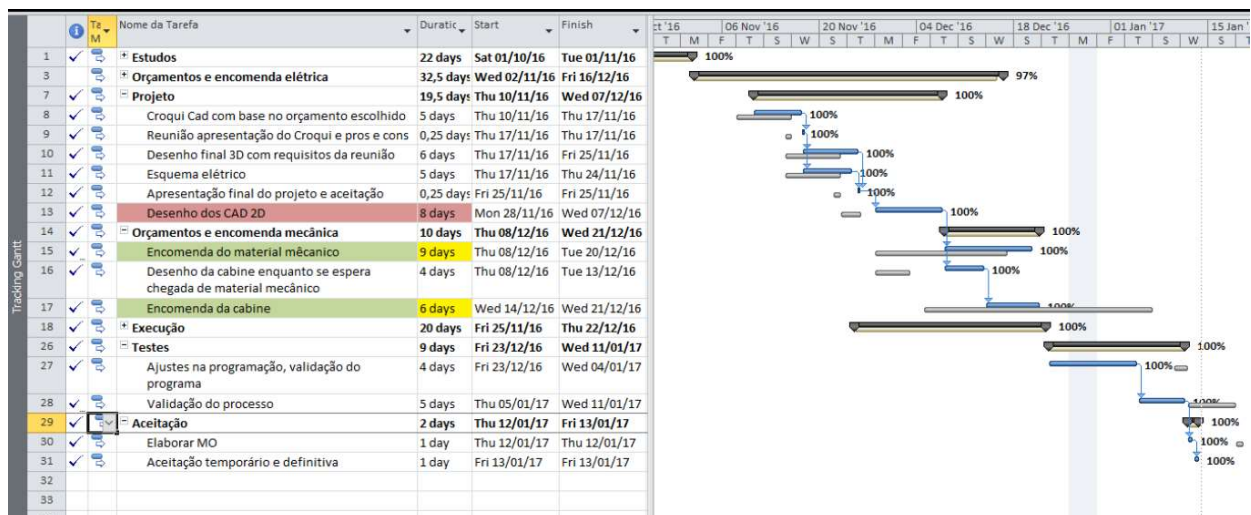 Ta M Nome da Tarefa Duratic Start Finish
ct '16 06 Nov '16 20 Nov '16 04 Dec '16 18 Dec '16 01 Jan '17 15 Jan '
T M F T S W S T M F T S W S T M F T S W S T
1 Estudos 22 days Sat 01/10/16 Tue 01/11/16 100%
3 Orçamentos e encomenda elétrica 32,5 days Wed 02/11/16 Fri 16/12/16 97%
7 Projeto 19,5 days Thu 10/11/16 Wed 07/12/16 100%
8 Croqui Cad com base no orçamento escolhido 5 days Thu 10/11/16 Thu 17/11/16 100%
9 Reunião apresentação do Croqui e pros e cons 0,25 days Thu 17/11/16 Thu 17/11/16 100%
10 Desenho final 3D com requisitos da reunião 6 days Thu 17/11/16 Fri 25/11/16 100%
11 Esquema elétrico 5 days Thu 17/11/16 Thu 24/11/16 100%
12 Apresentação final do projeto e aceitação 0,25 days Fri 25/11/16 Fri 25/11/16 100%
13 Desenho dos CAD 2D 8 days Mon 28/11/16 Wed 07/12/16 100%
14 Orçamentos e encomenda mecânica 10 days Thu 08/12/16 Wed 21/12/16 100%
15 Encomenda do material mêcanico 9 days Thu 08/12/16 Tue 20/12/16 100%
16 Desenho da cabine enquanto se espera 4 days Thu 08/12/16 Tue 13/12/16 100%
chegada de material mecânico
17 Encomenda da cabine 6 days Wed 14/12/16 Wed 21/12/16 100%
18 Execução 20 days Fri 25/11/16 Thu 22/12/16 100%
26 Testes 9 days Fri 23/12/16 Wed 11/01/17 100%
27 Ajustes na programação, validação do 4 days Fri 23/12/16 Wed 04/01/17 100%
programa
28 Validação do processo 5 days Thu 05/01/17 Wed 11/01/17 100%
29 Aceitação 2 days Thu 12/01/17 Fri 13/01/17 100%
30 Elaborar MO 1 day Thu 12/01/17 Thu 12/01/17 100%
31 Aceitação temporário e definitiva 1 day Fri 13/01/17 Fri 13/01/17 100%
32
33
Tracking Gantt